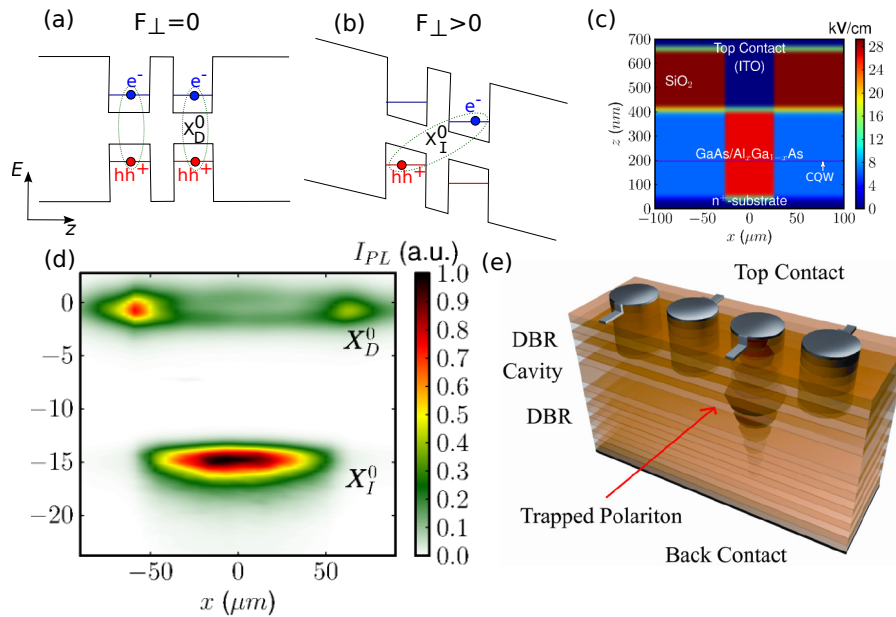 (a)
F⊥=0
e⁻
e⁻
X⁰_D
hh⁺
hh⁺
E
z
(b)
F⊥>0
e⁻
X⁰_I
hh⁺
(c)
kV/cm
700
600
500
400
300
200
100
0
z [nm]
Top Contact
(ITO)
SiO₂
GaAs/AlₓGa₁₋ₓAs
CQW
n⁺-substrate
−100
−50
0
50
100
x [μm]
28
24
20
16
12
8
4
0
(d)
I_PL (a.u.)
0
−5
−10
−15
−20
X⁰_D
X⁰_I
−50
0
50
x (μm)
1.0
0.9
0.8
0.7
0.6
0.5
0.4
0.3
0.2
0.1
0.0
(e)
Top Contact
DBR
Cavity
DBR
Trapped Polariton
Back Contact